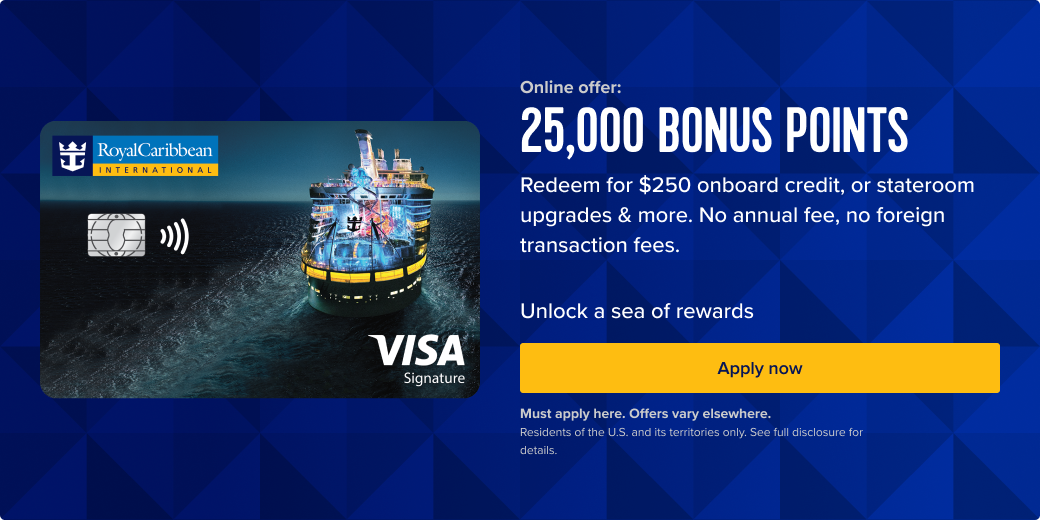 RoyalCaribbean
INTERNATIONAL
VISA
Signature
Online offer:
25,000 BONUS POINTS
Redeem for $250 onboard credit, or stateroom
upgrades & more. No annual fee, no foreign
transaction fees.
Unlock a sea of rewards
Apply now
Must apply here. Offers vary elsewhere.
Residents of the U.S. and its territories only. See full disclosure for
details.